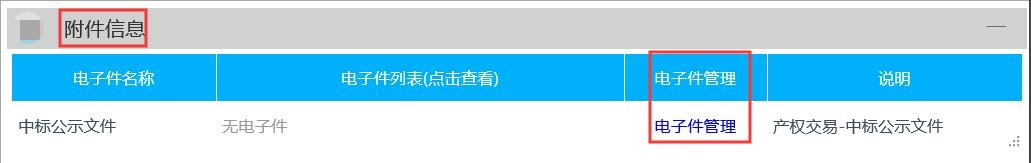 附件信息
电子件名称 电子件列表(点击查看) 电子件管理 说明
中标公示文件 无电子件 电子件管理 产权交易-中标公示文件